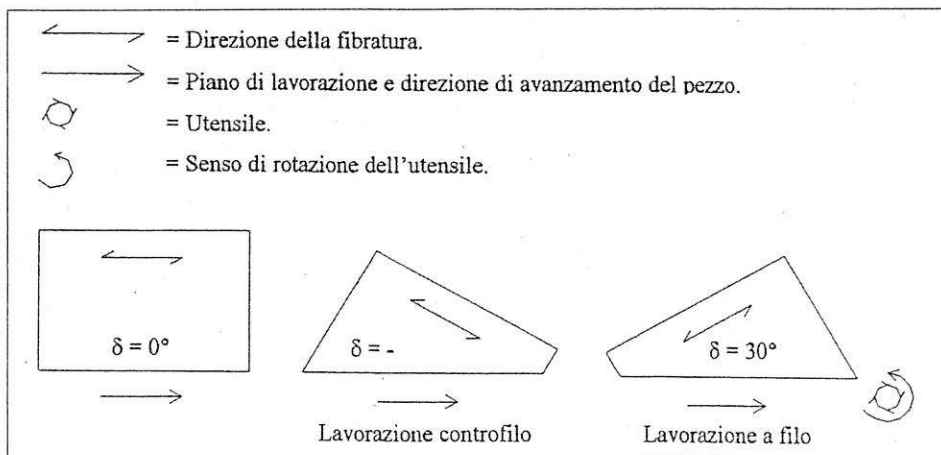 = Direzione della fibratura.
= Piano di lavorazione e direzione di avanzamento del pezzo.
= Utensile.
= Senso di rotazione dell'utensile.
δ = 0°
δ = -
δ = 30°
Lavorazione controfilo
Lavorazione a filo